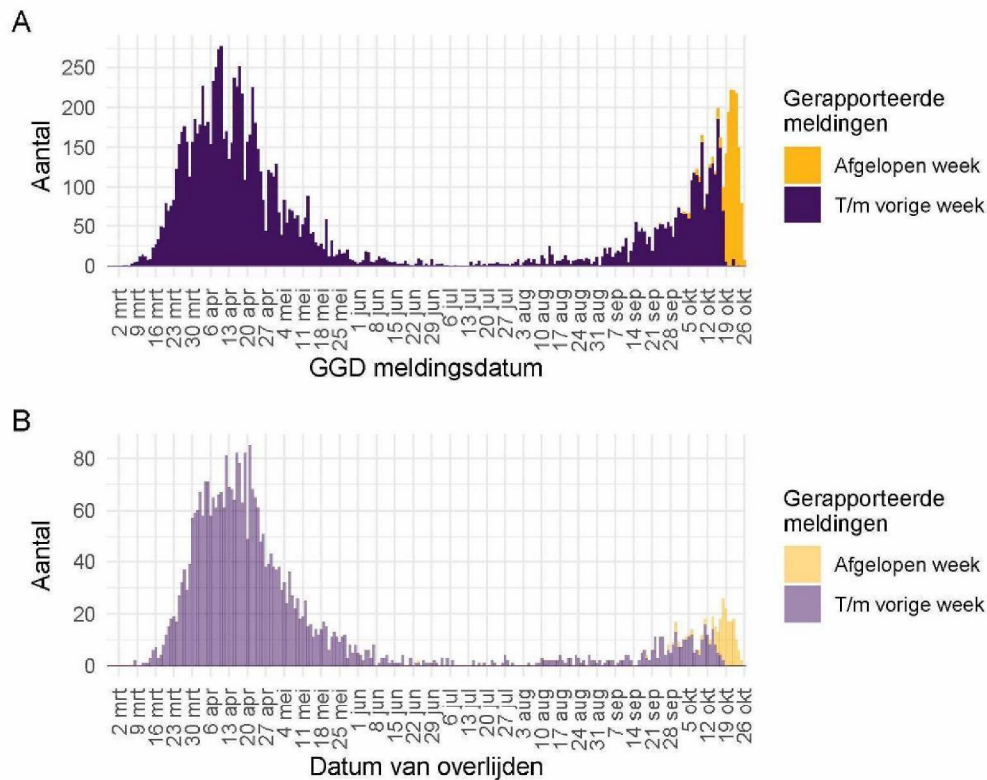 A
250
200
150
100
50
0
Aantal
2 mrt
9 mrt
16 mrt
23 mrt
30 mrt
6 apr
13 apr
20 apr
27 apr
4 mei
11 mei
18 mei
25 mei
1 jun
8 jun
15 jun
22 jun
29 jun
6 jul
13 jul
20 jul
27 jul
3 aug
10 aug
17 aug
24 aug
31 aug
7 sep
14 sep
21 sep
28 sep
5 okt
12 okt
19 okt
26 okt
GGD meldingsdatum
Gerapporteerde
meldingen
Afgelopen week
T/m vorige week
B
80
60
40
20
0
Aantal
2 mrt
9 mrt
16 mrt
23 mrt
30 mrt
6 apr
13 apr
20 apr
27 apr
4 mei
11 mei
18 mei
25 mei
1 jun
8 jun
15 jun
22 jun
29 jun
6 jul
13 jul
20 jul
27 jul
3 aug
10 aug
17 aug
24 aug
31 aug
7 sep
14 sep
21 sep
28 sep
5 okt
12 okt
19 okt
26 okt
Datum van overlijden
Gerapporteerde
meldingen
Afgelopen week
T/m vorige week